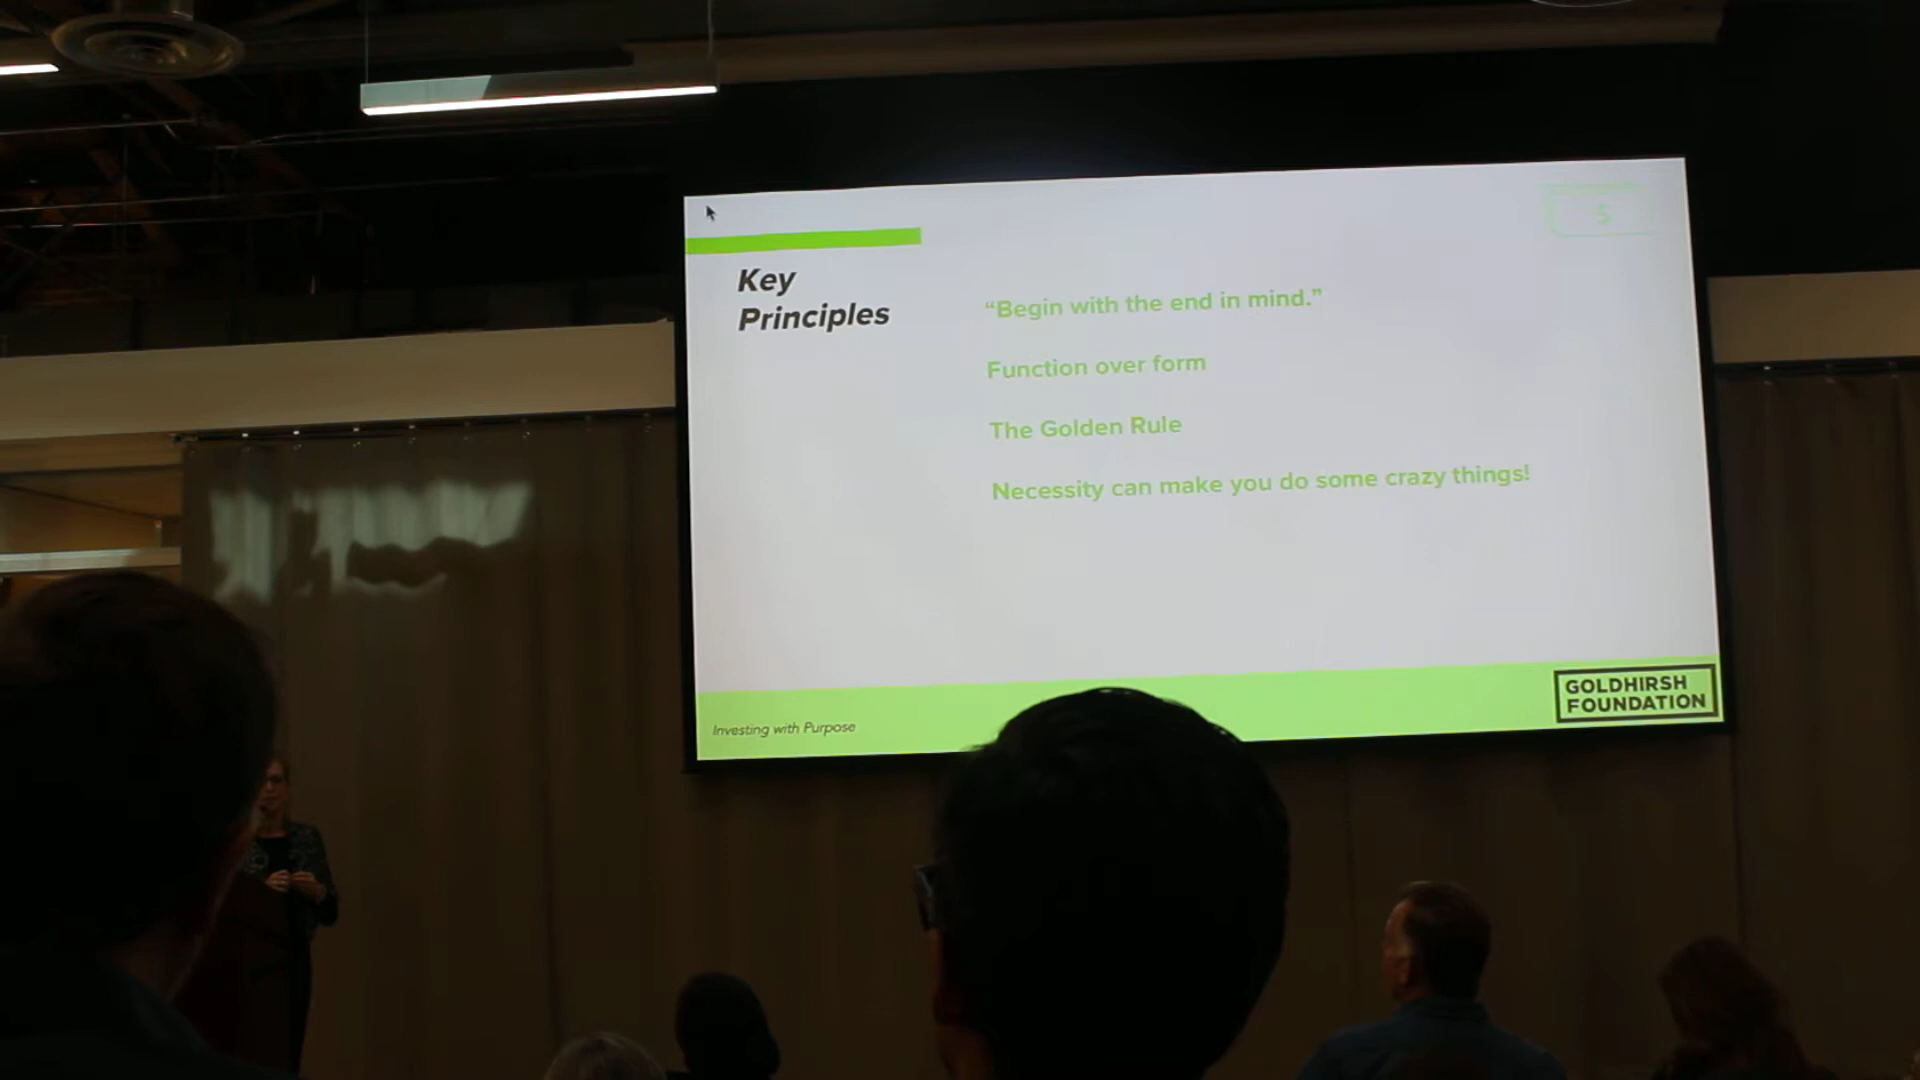 Key
Principles
“Begin with the end in mind.”
Function over form
The Golden Rule
Necessity can make you do some crazy things!
Investing with Purpose
GOLDHIRSH
FOUNDATION